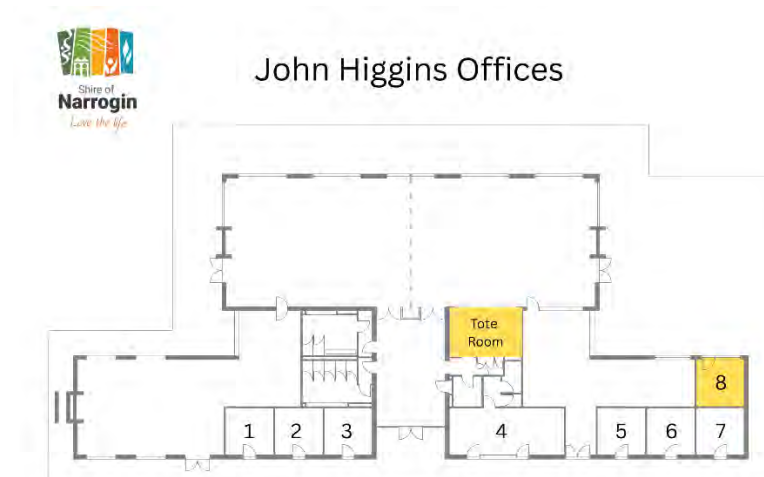 Shire of
Narrogin
Love the life
John Higgins Offices
Tote
Room
8
1 2 3 4 5 6 7